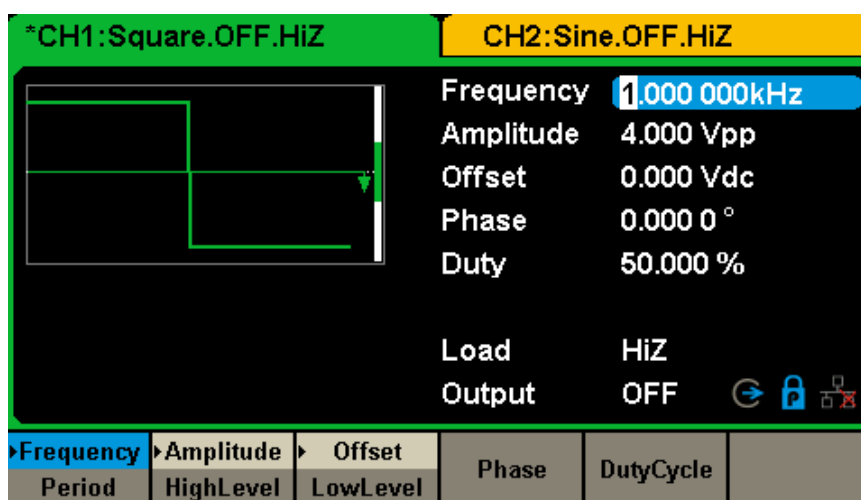 *CH1:Square.OFF.HiZ
CH2:Sine.OFF.HiZ
Frequency 1.000 000kHz
Amplitude 4.000 Vpp
Offset 0.000 Vdc
Phase 0.000 0 °
Duty 50.000 %
Load HiZ
Output OFF
P
Frequency Amplitude Offset Phase DutyCycle
Period HighLevel LowLevel